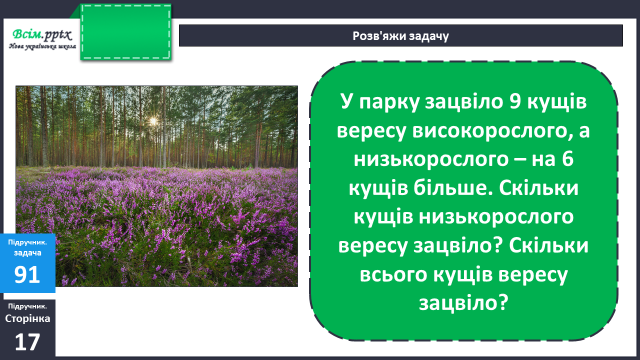 Всім.pptx
Нова українська школа
Розв'яжи задачу
У парку зацвіло 9 кущів
вересу високорослого, а
низькорослого – на 6
кущів більше. Скільки
кущів низькорослого
вересу зацвіло? Скільки
всього кущів вересу
зацвіло?
Підручник.
задача
91
Підручник.
Сторінка
17